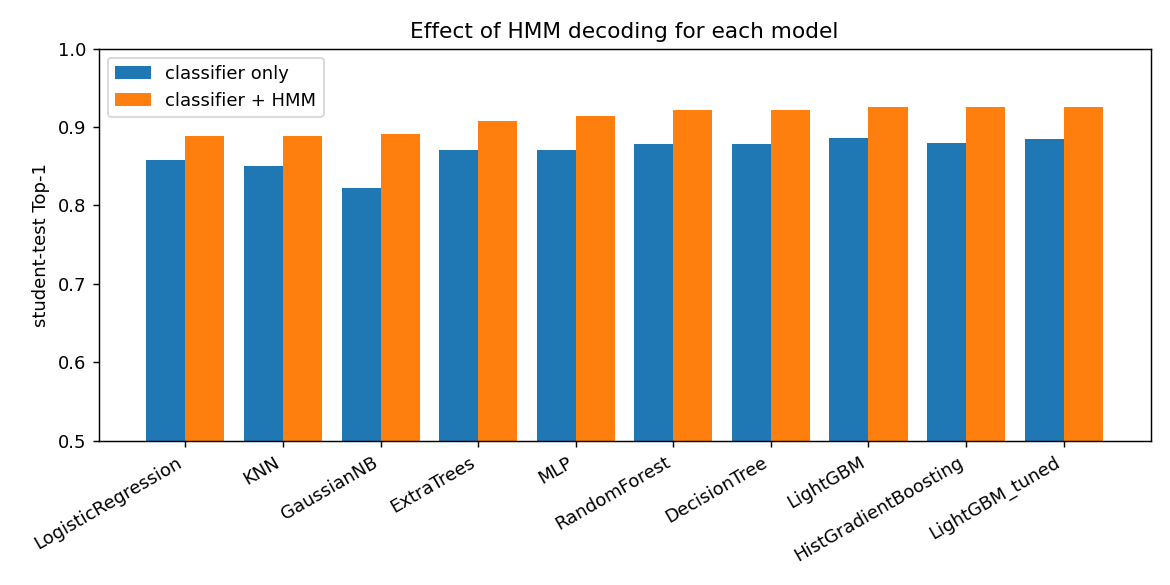 Effect of HMM decoding for each model
classifier only
classifier + HMM
student-test Top-1
1.0
0.9
0.8
0.7
0.6
0.5
LogisticRegression
KNN
GaussianNB
ExtraTrees
MLP
RandomForest
DecisionTree
LightGBM
HistGradientBoosting
LightGBM_tuned